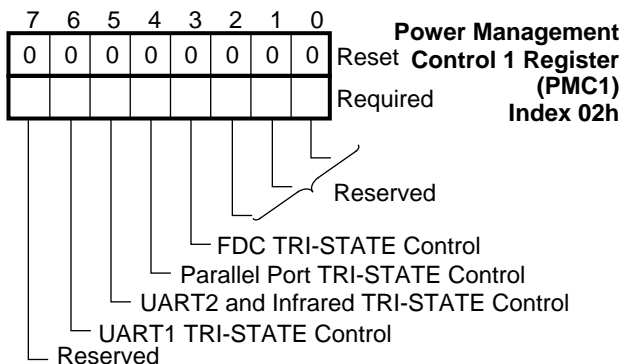 7 6 5 4 3 2 1 0
Power Management
Control 1 Register
(PMC1)
Index 02h
0 0 0 0 0 0 0 0 Reset
Required
Reserved
FDC TRI-STATE Control
Parallel Port TRI-STATE Control
UART2 and Infrared TRI-STATE Control
UART1 TRI-STATE Control
Reserved